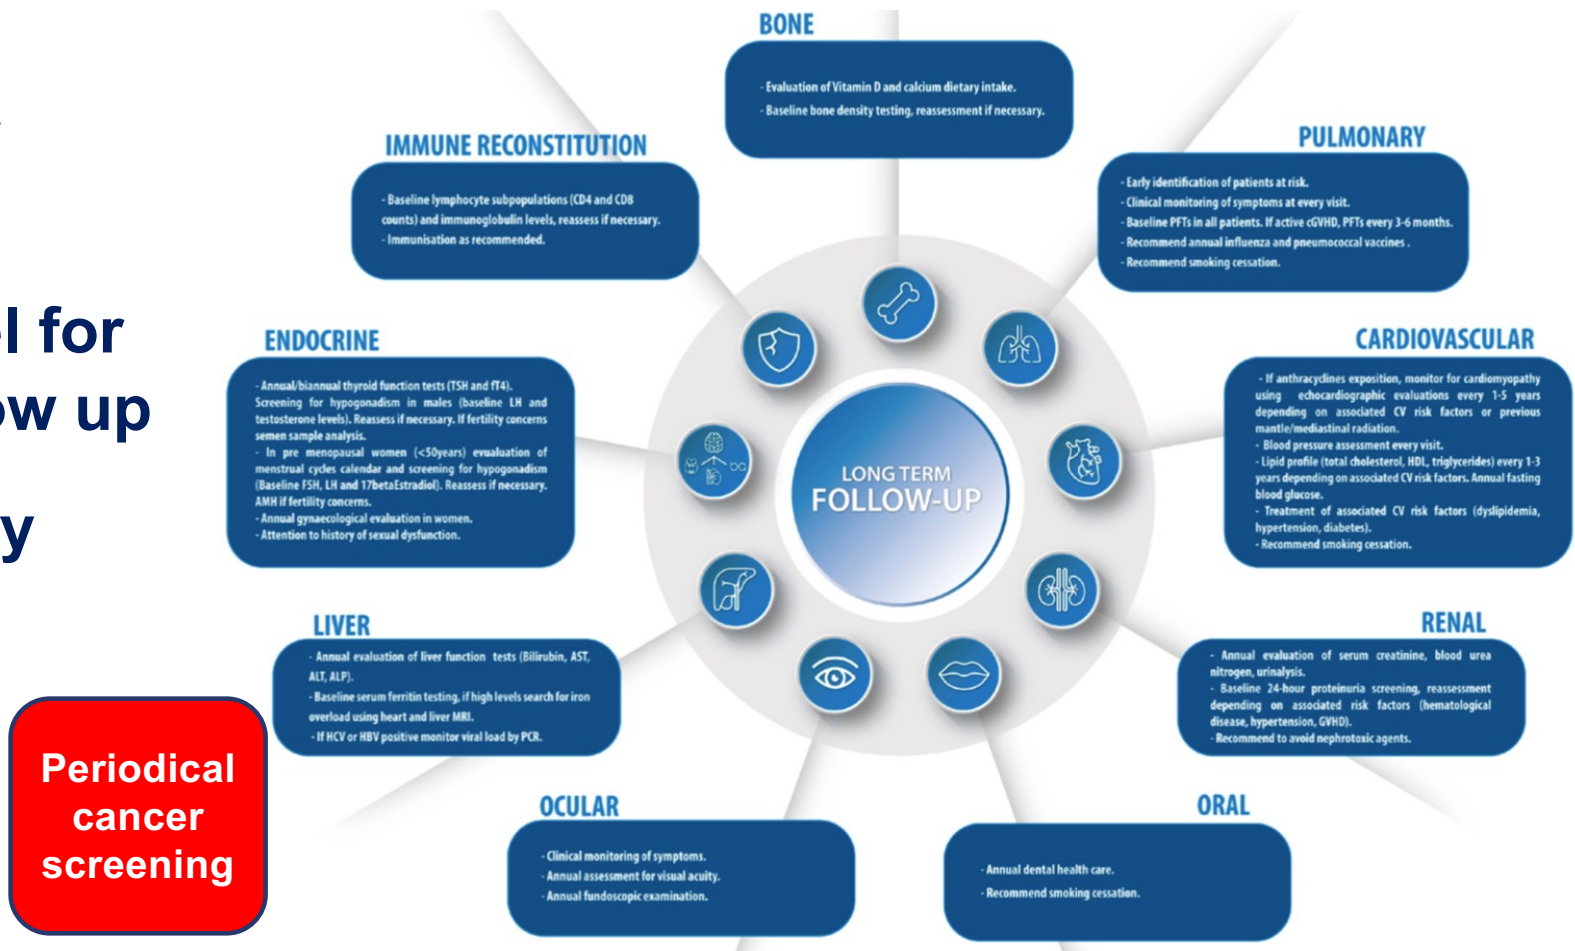 el for
ow up
y
Periodical
cancer
screening
BONE
- Evaluation of Vitamin D and calcium dietary intake.
- Baseline bone density testing, reassessment if necessary.
IMMUNE RECONSTITUTION
- Baseline lymphocyte subpopulations (CD4 and CD8
counts) and immunoglobulin levels, reassess if necessary.
- Immunisation as recommended.
PULMONARY
- Early identification of patients at risk.
- Clinical monitoring of symptoms at every visit.
- Baseline PFTs in all patients. If active cGVHD, PFTs every 3-6 months.
- Recommend annual influenza and pneumococcal vaccines .
- Recommend smoking cessation.
ENDOCRINE
- Annual/biannual thyroid function tests (TSH and fT4).
Screening for hypogonadism in males (baseline LH and
testosterone levels). Reassess if necessary. If fertility concerns
semen sample analysis.
- In pre menopausal women (<50years) evualuation of
menstrual cycles calendar and screening for hypogonadism
(Baseline FSH, LH and 17betaEstradiol). Reassess if necessary.
AMH if fertility concerns.
- Annual gynaecological evaluation in women.
- Attention to history of sexual dysfunction.
CARDIOVASCULAR
- If anthracyclines exposition, monitor for cardiomyopathy
using echocardiographic evaluations every 1-5 years
depending on associated CV risk factors or previous
mantle/mediastinal radiation.
- Blood pressure assessment every visit.
- Lipid profile (total cholesterol, HDL, triglycerides) every 1-3
years depending on associated CV risk factors. Annual fasting
blood glucose.
- Treatment of associated CV risk factors (dyslipidemia,
hypertension, diabetes).
- Recommend smoking cessation.
LONG TERM
FOLLOW-UP
LIVER
- Annual evaluation of liver function tests (Bilirubin, AST,
ALT, ALP).
- Baseline serum ferritin testing, if high levels search for iron
overload using heart and liver MRI.
- If HCV or HBV positive monitor viral load by PCR.
RENAL
- Annual evaluation of serum creatinine, blood urea
nitrogen, urinalysis.
- Baseline 24-hour proteinuria screening, reassessment
depending on associated risk factors (hematological
disease, hypertension, GVHD).
- Recommend to avoid nephrotoxic agents.
OCULAR
- Clinical monitoring of symptoms.
- Annual assessment for visual acuity.
- Annual fundoscopic examination.
ORAL
- Annual dental health care.
- Recommend smoking cessation.